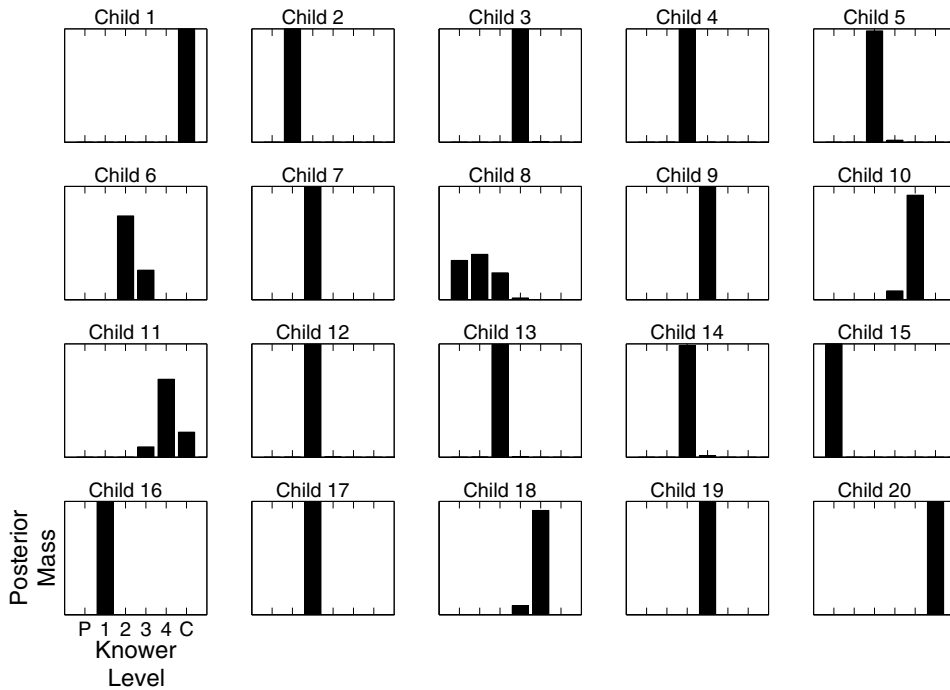 Child 1
Child 2
Child 3
Child 4
Child 5
Child 6
Child 7
Child 8
Child 9
Child 10
Child 11
Child 12
Child 13
Child 14
Child 15
Child 16
Child 17
Child 18
Child 19
Child 20
Posterior
Mass
P 1 2 3 4 C
Knower
Level